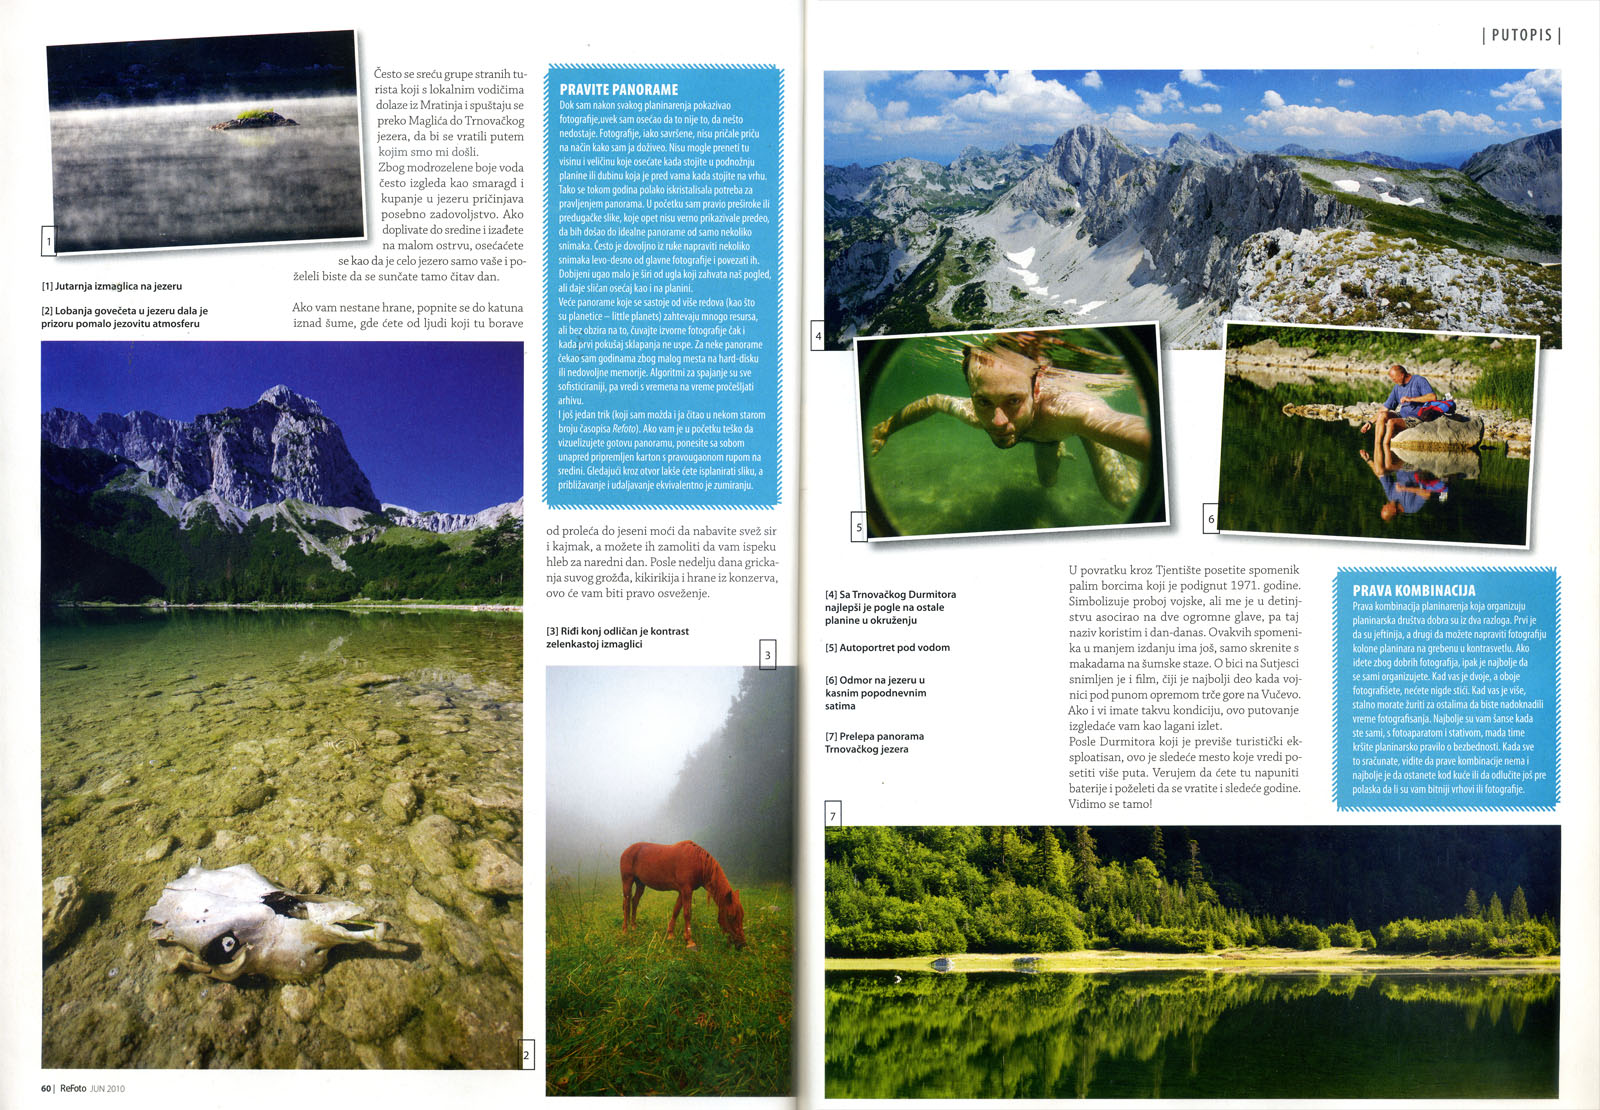 Često se sreću grupe stranih tu-
rista koji s lokalnim vodičima
dolaze iz Mratinja i spuštaju se
preko Maglića do Trnovačkog
jezera, da bi se vratili putem
kojim smo mi došli.
Zbog modrozelene boje voda
često izgleda kao smaragd i
kupanje u jezeru pričinjava
posebno zadovoljstvo. Ako
doplivate do sredine i izađete
na malom ostrvu, osećaćete
se kao da je celo jezero samo vaše i po-
želeli biste da se sunčate tamo čitav dan.
1
[1] Jutarnja izmaglica na jezeru
[2] Lobanja govečeta u jezeru dala je
prizoru pomalo jezovitu atmosferu
Ako vam nestane hrane, popnite se do katuna
iznad šume, gde ćete od ljudi koji tu borave
2
60 | ReFoto JUN 2010
PRAVITE PANORAME
Dok sam nakon svakog planinarenja pokazivao
fotografije,uvek sam osećao da to nije to, da nešto
nedostaje. Fotografije, iako savršene, nisu pričale priču
na način kako sam ja doživeo. Nisu mogle preneti tu
visinu i veličinu koje osećate kada stojite u podnožnju
planine ili dubinu koja je pred vama kada stojite na vrhu.
Tako se tokom godina polako iskristalisala potreba za
pravljenjem panorama. U početku sam pravio preširoke ili
predugačke slike, koje opet nisu verno prikazivale predeo,
da bih došao do idealne panorame od samo nekoliko
snimaka. Često je dovoljno iz ruke napraviti nekoliko
snimaka levo-desno od glavne fotografije i povezati ih.
Dobijeni ugao malo je širi od ugla koji zahvata naš pogled,
ali daje sličan osećaj kao i na planini.
Veće panorame koje se sastoje od više redova (kao što
su planetice – little planets) zahtevaju mnogo resursa,
ali bez obzira na to, čuvajte izvorne fotografije čak i
kada prvi pokušaj sklapanja ne uspe. Za neke panorame
čekao sam godinama zbog malog mesta na hard-disku
ili nedovoljne memorije. Algoritmi za spajanje su sve
sofisticiraniji, pa vredi s vremena na vreme pročešljati
arhivu.
I još jedan trik (koji sam možda i ja čitao u nekom starom
broju časopisa Refoto). Ako vam je u početku teško da
vizuelizujete gotovu panoramu, ponesite sa sobom
unapred pripremljen karton s pravougaonom rupom na
sredini. Gledajući kroz otvor lakše ćete isplanirati sliku, a
približavanje i udaljavanje ekvivalentno je zumiranju.
od proleća do jeseni moći da nabavite svež sir
i kajmak, a možete ih zamoliti da vam ispeku
hleb za naredni dan. Posle nedelju dana gricka-
nja suvog grožđa, kikirikija i hrane iz konzerva,
ovo će vam biti pravo osveženje.
[3] Riđi konj odličan je kontrast
zelenkastoj izmaglici
3
| PUTOPIS |
4
5
6
[4] Sa Trnovačkog Durmitora
najlepši je pogle na ostale
planine u okruženju
[5] Autoportret pod vodom
[6] Odmor na jezeru u
kasnim popodnevnim
satima
[7] Prelepa panorama
Trnovačkog jezera
U povratku kroz Tjentište posetite spomenik
palim borcima koji je podignut 1971. godine.
Simbolizuje proboj vojske, ali me je u detinj-
stvu asocirao na dve ogromne glave, pa taj
naziv koristim i dan-danas. Ovakvih spomeni-
ka u manjem izdanju ima još, samo skrenite s
makadama na šumske staze. O bici na Sutjesci
snimljen je i film, čiji je najbolji deo kada voj-
nici pod punom opremom trče gore na Vučevo.
Ako i vi imate takvu kondiciju, ovo putovanje
izgledaće vam kao lagani izlet.
Posle Durmitora koji je previše turistički ek-
sploatisan, ovo je sledeće mesto koje vredi po-
setiti više puta. Verujem da ćete tu napuniti
baterije i poželeti da se vratite i sledeće godine.
Vidimo se tamo!
PRAVA KOMBINACIJA
Prava kombinacija planinarenja koja organizuju
planinarska društva dobra su iz dva razloga. Prvi je
da su jeftinija, a drugi da možete napraviti fotografiju
kolone planinara na grebenu u kontrasvetlu. Ako
idete zbog dobrih fotografija, ipak je najbolje da
se sami organizujete. Kad vas je dvoje, a oboje
fotografišete, nećete nigde stići. Kad vas je više,
stalno morate žuriti za ostalima da biste nadoknadili
vreme fotografisanja. Najbolje su vam šanse kada
ste sami, s fotoaparatom i stativom, mada time
kršite planinarsko pravilo o bezbednosti. Kada sve
to sračunate, vidite da prave kombinacije nema i
najbolje je da ostanete kod kuće ili da odlučite još pre
polaska da li su vam bitniji vrhovi ili fotografije.
7